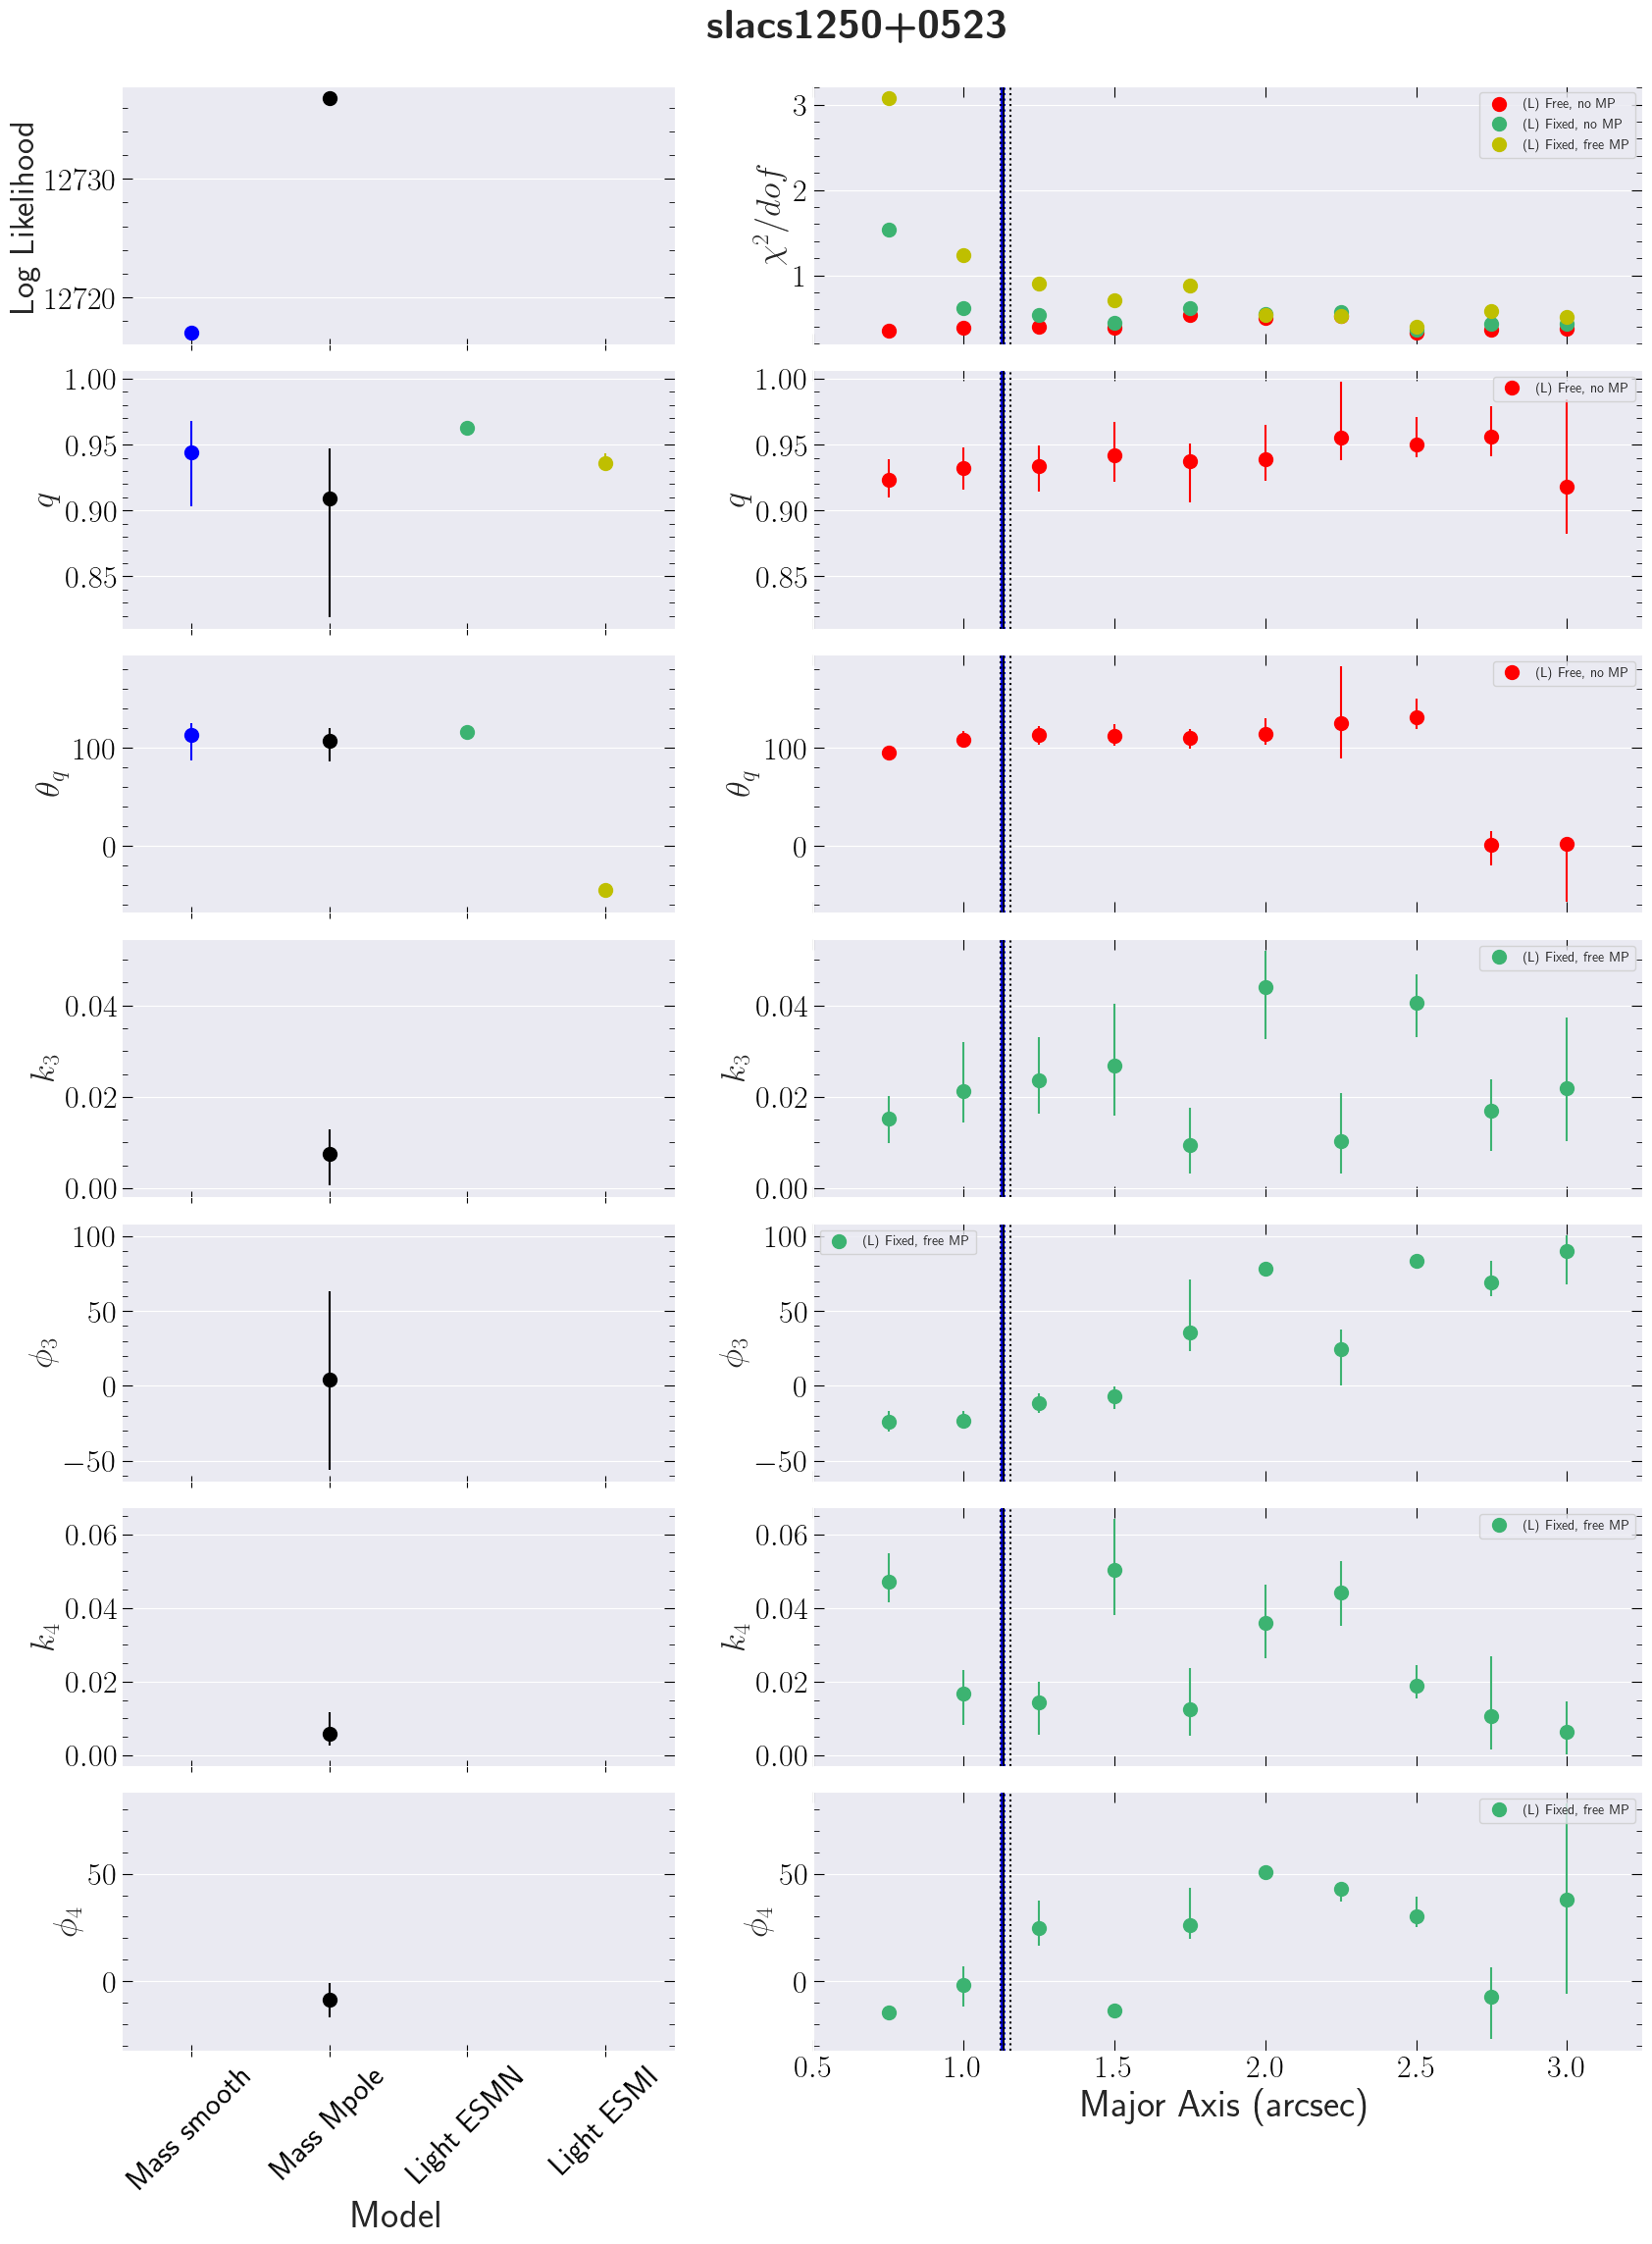 slacs1250+0523
Log Likelihood
12730
12720
χ²/dof
3
2
1
(L) Free, no MP
(L) Fixed, no MP
(L) Fixed, free MP
q
1.00
0.95
0.90
0.85
q
1.00
0.95
0.90
0.85
(L) Free, no MP
θq
100
0
θq
100
0
(L) Free, no MP
k3
0.04
0.02
0.00
k3
0.04
0.02
0.00
(L) Fixed, free MP
ϕ3
100
50
0
−50
ϕ3
100
50
0
−50
(L) Fixed, free MP
k4
0.06
0.04
0.02
0.00
k4
0.06
0.04
0.02
0.00
(L) Fixed, free MP
ϕ4
50
0
ϕ4
50
0
(L) Fixed, free MP
Mass smooth
Mass Mpole
Light ESMN
Light ESMI
Model
0.5 1.0 1.5 2.0 2.5 3.0
Major Axis (arcsec)